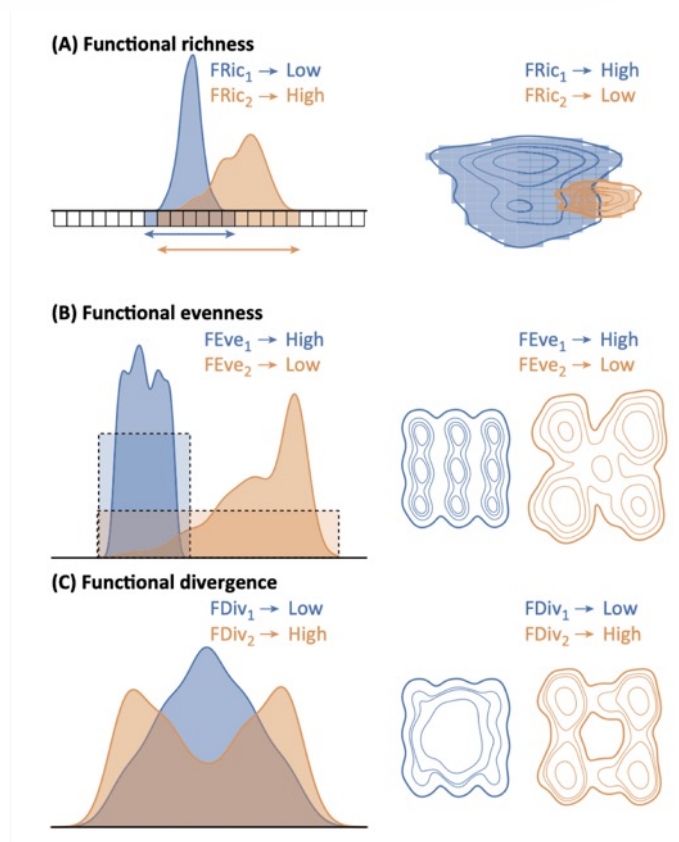 (A) Functional richness
FRic1 → Low
FRic2 → High
FRic1 → High
FRic2 → Low
(B) Functional evenness
FEve1 → High
FEve2 → Low
FEve1 → High
FEve2 → Low
(C) Functional divergence
FDiv1 → Low
FDiv2 → High
FDiv1 → Low
FDiv2 → High